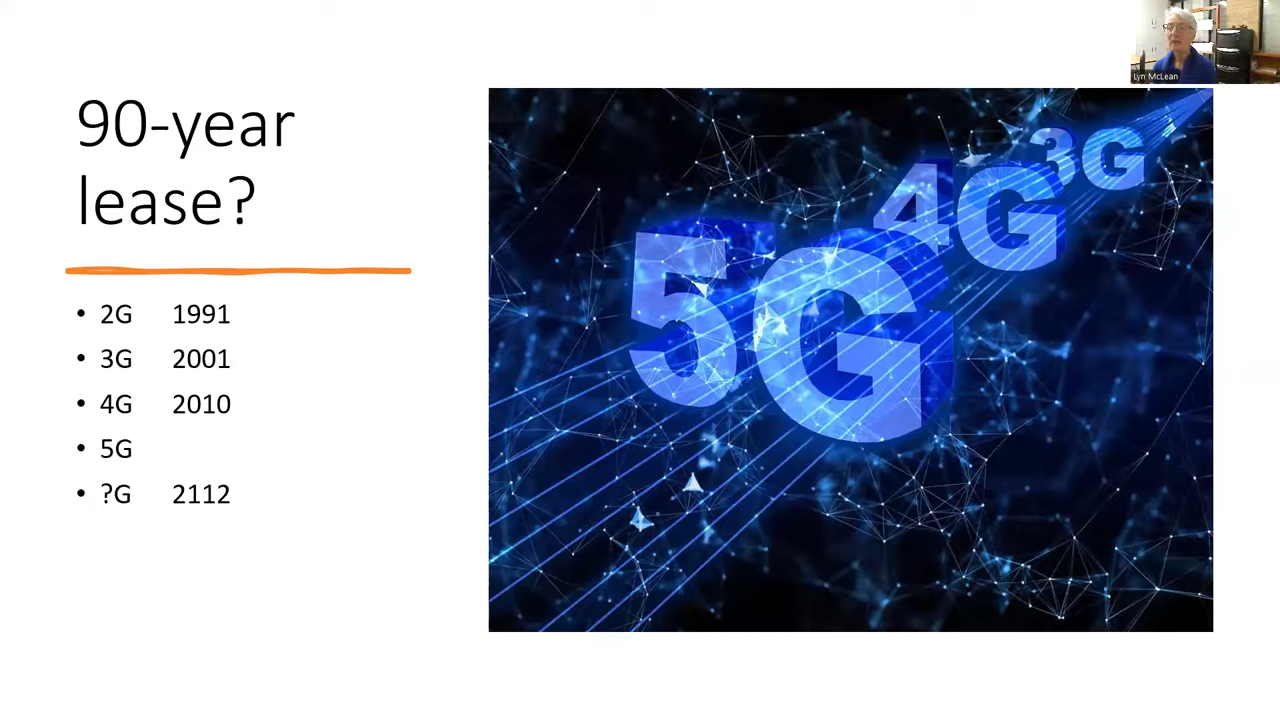 90-year
lease?
• 2G 1991
• 3G 2001
• 4G 2010
• 5G
• ?G 2112
5G
4G
3G
Lyn McLean